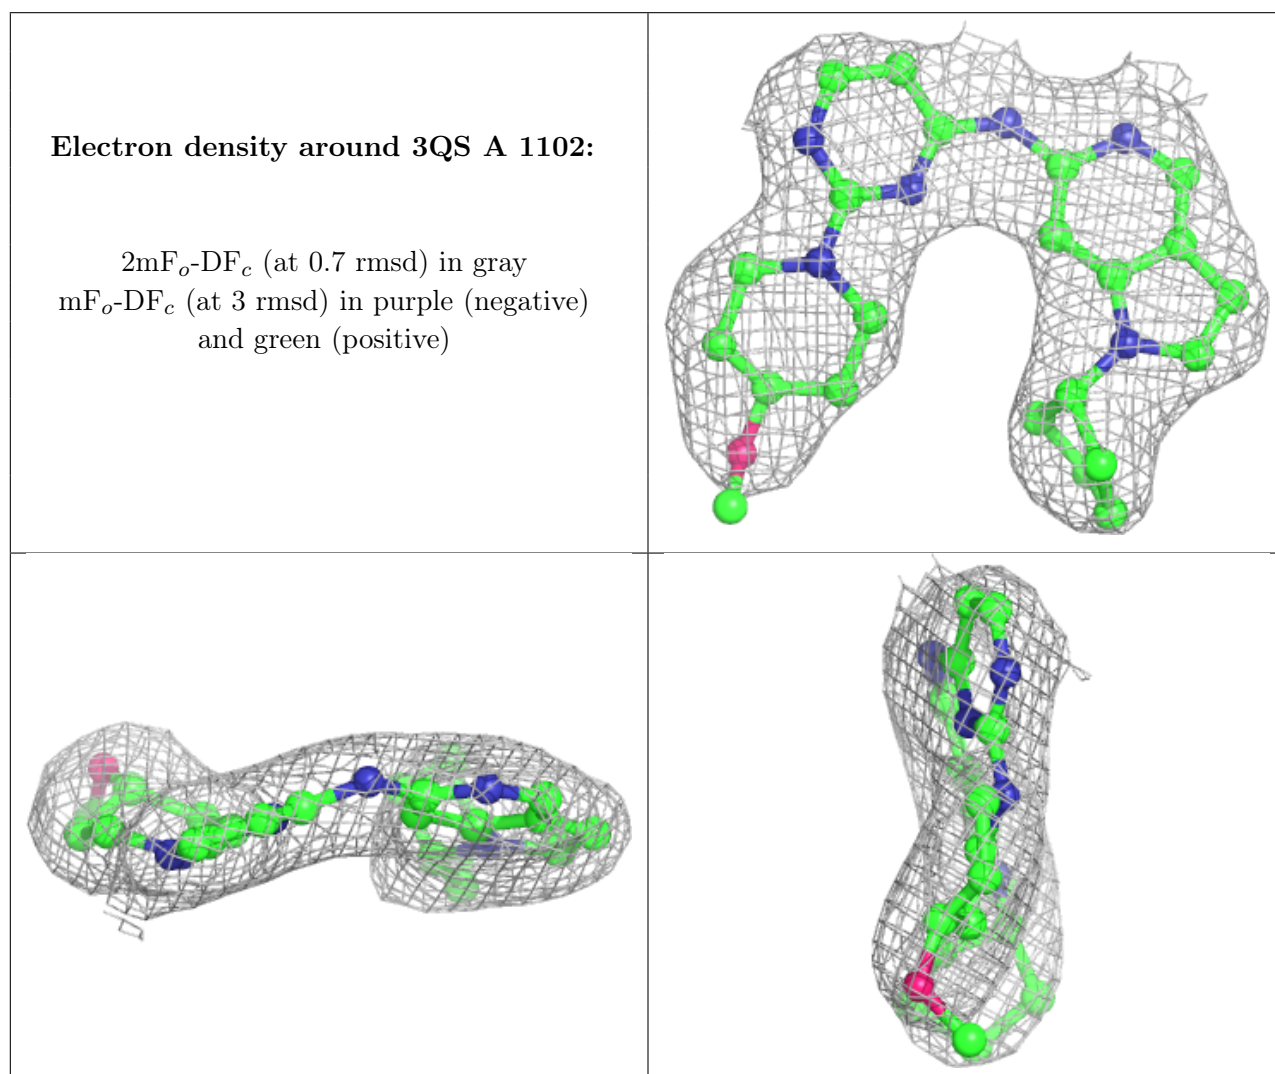 Electron density around 3QS A 1102:
2mFo-DFc (at 0.7 rmsd) in gray
mFo-DFc (at 3 rmsd) in purple (negative)
and green (positive)